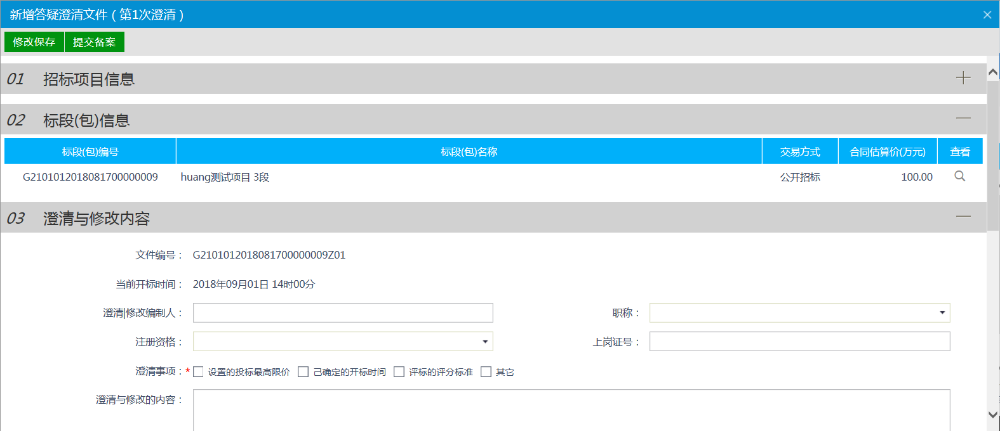 新增答疑澄清文件（第1次澄清）
修改保存 提交备案
01 招标项目信息
02 标段(包)信息
标段(包)编号 标段(包)名称 交易方式 合同估算价(万元) 查看
G2101012018081700000009 huang测试项目 3段 公开招标 100.00
03 澄清与修改内容
文件编号： G2101012018081700000009Z01
当前开标时间： 2018年09月01日 14时00分
澄清|修改编制人： 职称：
注册资格： 上岗证号：
澄清事项：* 设置的投标最高限价 己确定的开标时间 评标的评分标准 其它
澄清与修改的内容：